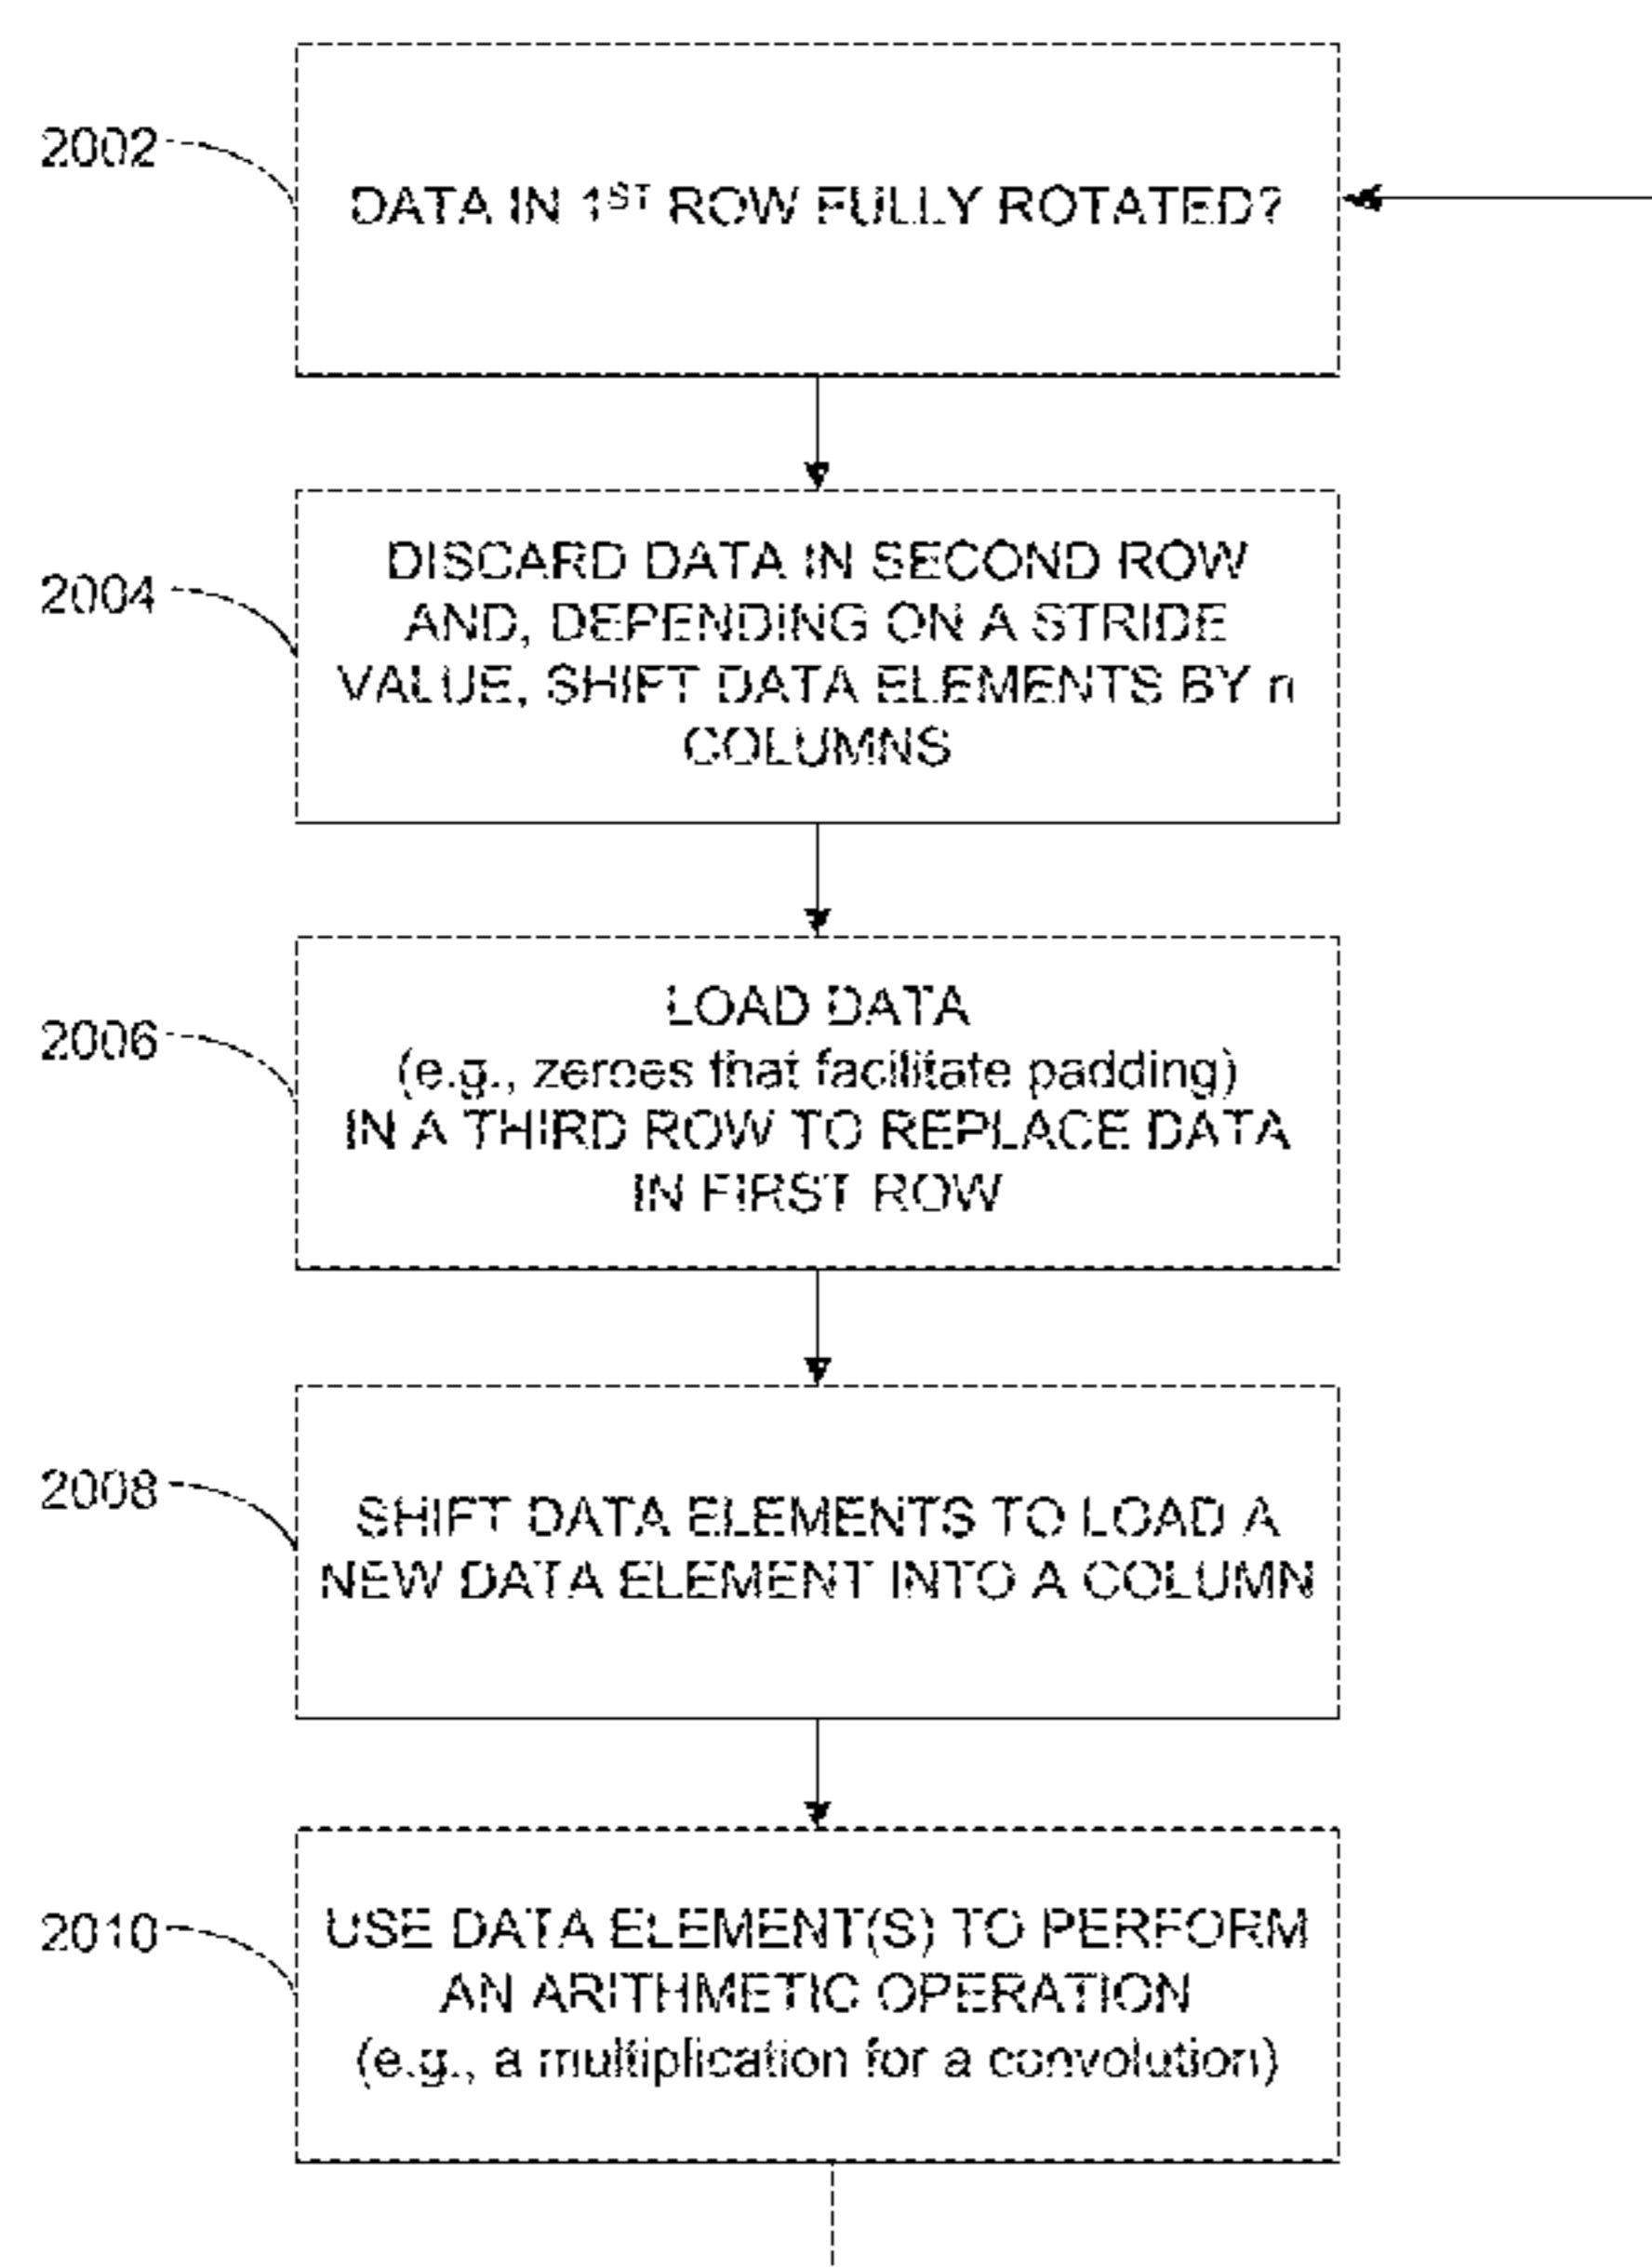 2002
DATA IN 1ST ROW FULLY ROTATED?
2004
DISCARD DATA IN SECOND ROW
AND, DEPENDING ON A STRIDE
VALUE, SHIFT DATA ELEMENTS BY n
COLUMNS
2006
LOAD DATA
(e.g., zeroes that facilitate padding)
IN A THIRD ROW TO REPLACE DATA
IN FIRST ROW
2008
SHIFT DATA ELEMENTS TO LOAD A
NEW DATA ELEMENT INTO A COLUMN
2010
USE DATA ELEMENT(S) TO PERFORM
AN ARITHMETIC OPERATION
(e.g., a multiplication for a convolution)